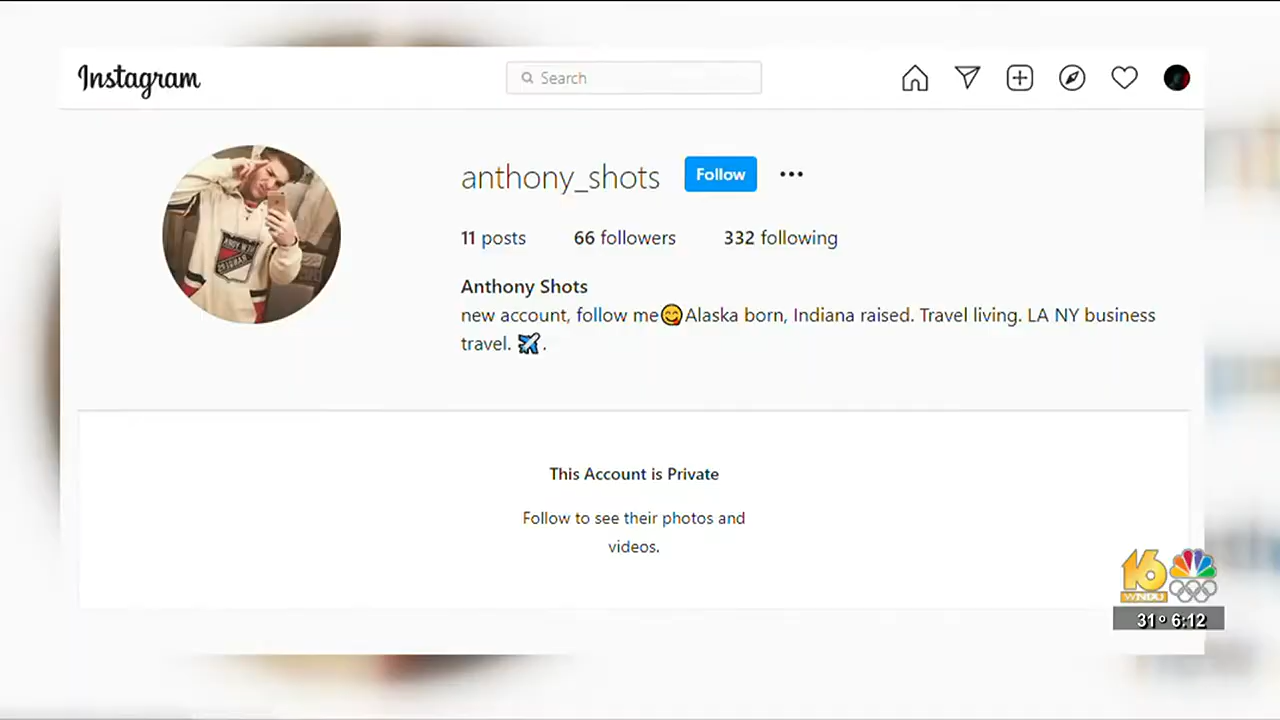 Instagram
Search
anthony_shots
Follow
11 posts
66 followers
332 following
Anthony Shots
new account, follow me😋Alaska born, Indiana raised. Travel living. LA NY business
travel. ✈️.
This Account is Private
Follow to see their photos and
videos.
16
WNDU
31° 6:12